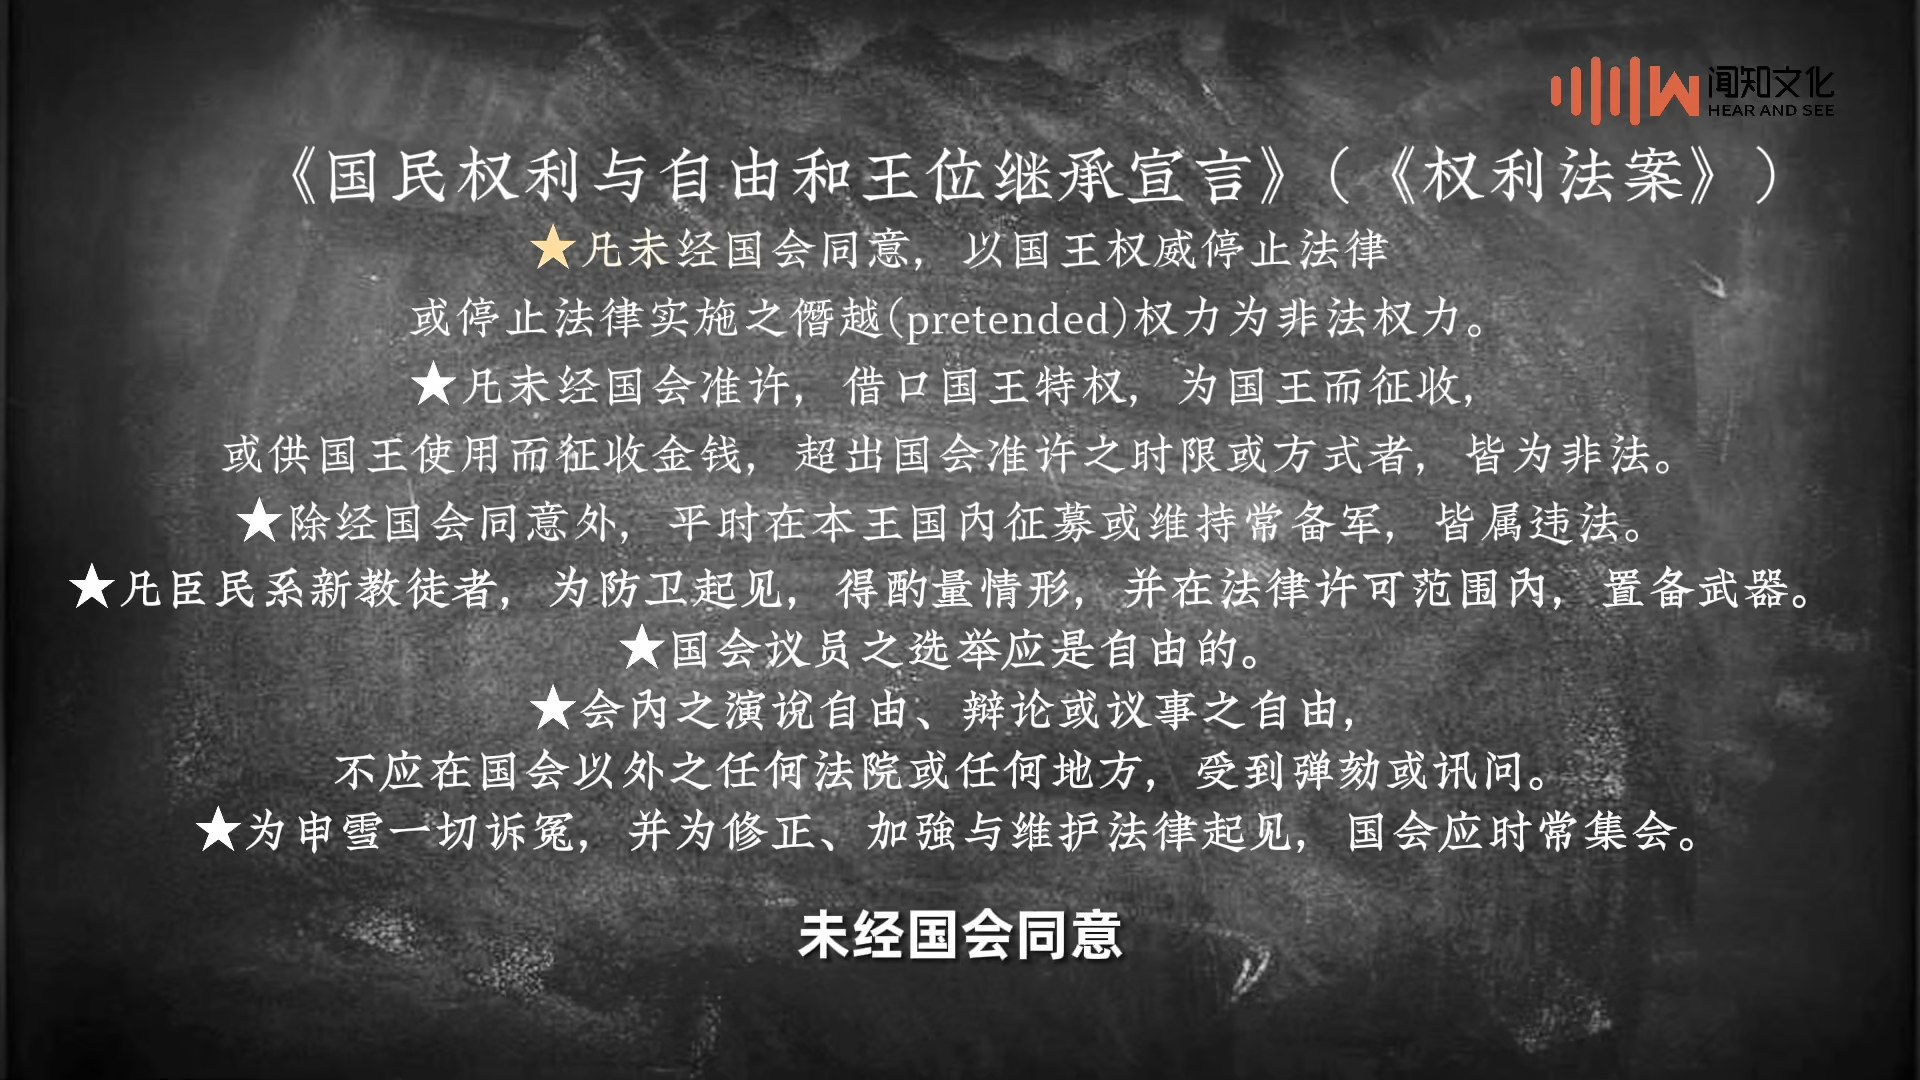 闻知文化
HEAR AND SEE
《国民权利与自由和王位继承宣言》（《权利法案》）
★凡未经国会同意，以国王权威停止法律
或停止法律实施之僭越(pretended)权力为非法权力。
★凡未经国会准许，借口国王特权，为国王而征收，
或供国王使用而征收金钱，超出国会准许之时限或方式者，皆为非法。
★除经国会同意外，平时在本王国内征募或维持常备军，皆属违法。
★凡臣民系新教徒者，为防卫起见，得酌量情形，并在法律许可范围内，置备武器。
★国会议员之选举应是自由的。
★会内之演说自由、辩论或议事之自由，
不应在国会以外之任何法院或任何地方，受到弹劾或讯问。
★为申雪一切诉冤，并为修正、加强与维护法律起见，国会应时常集会。
未经国会同意